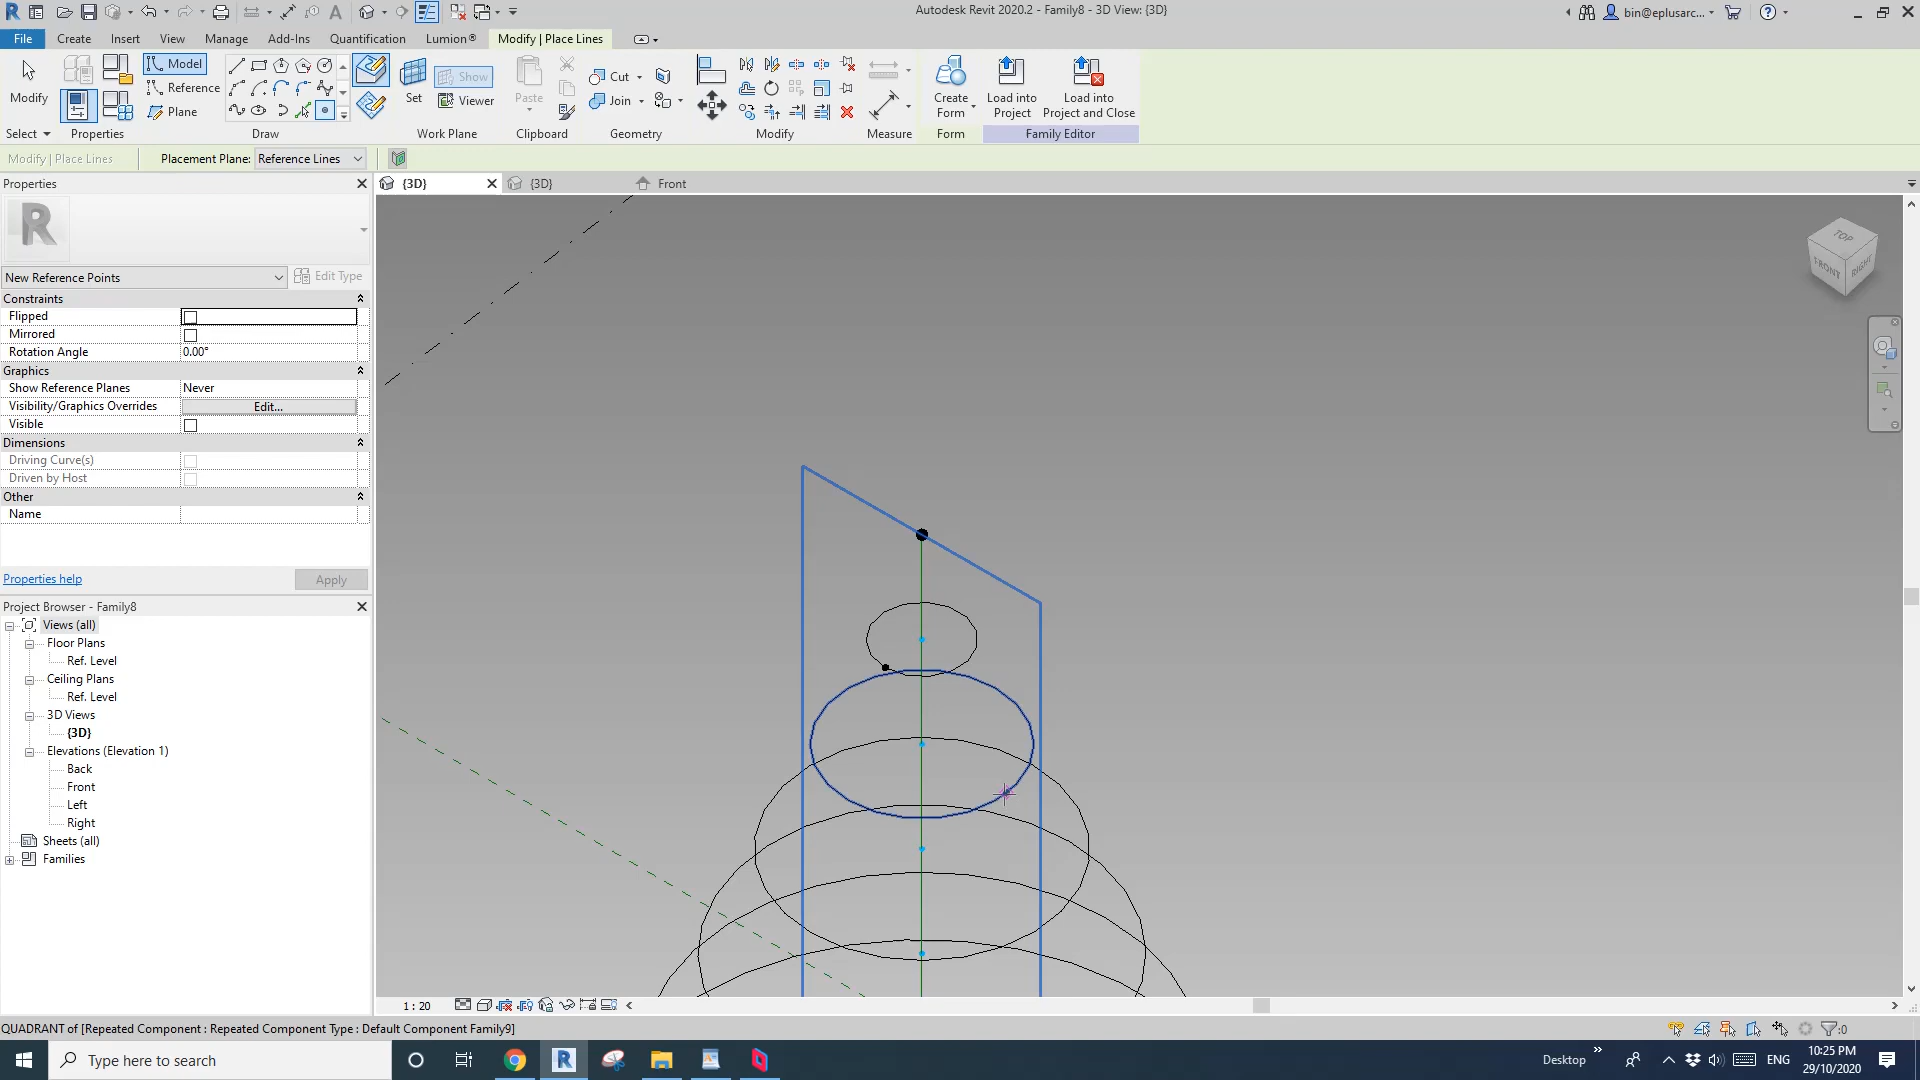 Autodesk Revit 2020.2 - Family8 - 3D View: {3D}
bin@eplusarc...
File
Create
Insert
View
Manage
Add-Ins
Quantification
Lumion®
Modify | Place Lines
Modify
Model
Reference
Plane
Set
Show
Viewer
Paste
Cut
Join
Create Form
Load into Project
Load into Project and Close
Select
Properties
Draw
Work Plane
Clipboard
Geometry
Modify
Measure
Form
Family Editor
Modify | Place Lines
Placement Plane:
Reference Lines
Properties
{3D}
{3D}
Front
R
New Reference Points
Edit Type
Constraints
Flipped
Mirrored
Rotation Angle
0.00°
Graphics
Show Reference Planes
Never
Visibility/Graphics Overrides
Edit...
Visible
Dimensions
Driving Curve(s)
Driven by Host
Other
Name
Properties help
Apply
TOP
FRONT
RIGHT
Project Browser - Family8
Views (all)
Floor Plans
Ref. Level
Ceiling Plans
Ref. Level
3D Views
{3D}
Elevations (Elevation 1)
Back
Front
Left
Right
Sheets (all)
Families
1 : 20
QUADRANT of [Repeated Component : Repeated Component Type : Default Component Family9]
:0
Type here to search
Desktop
ENG
10:25 PM
29/10/2020